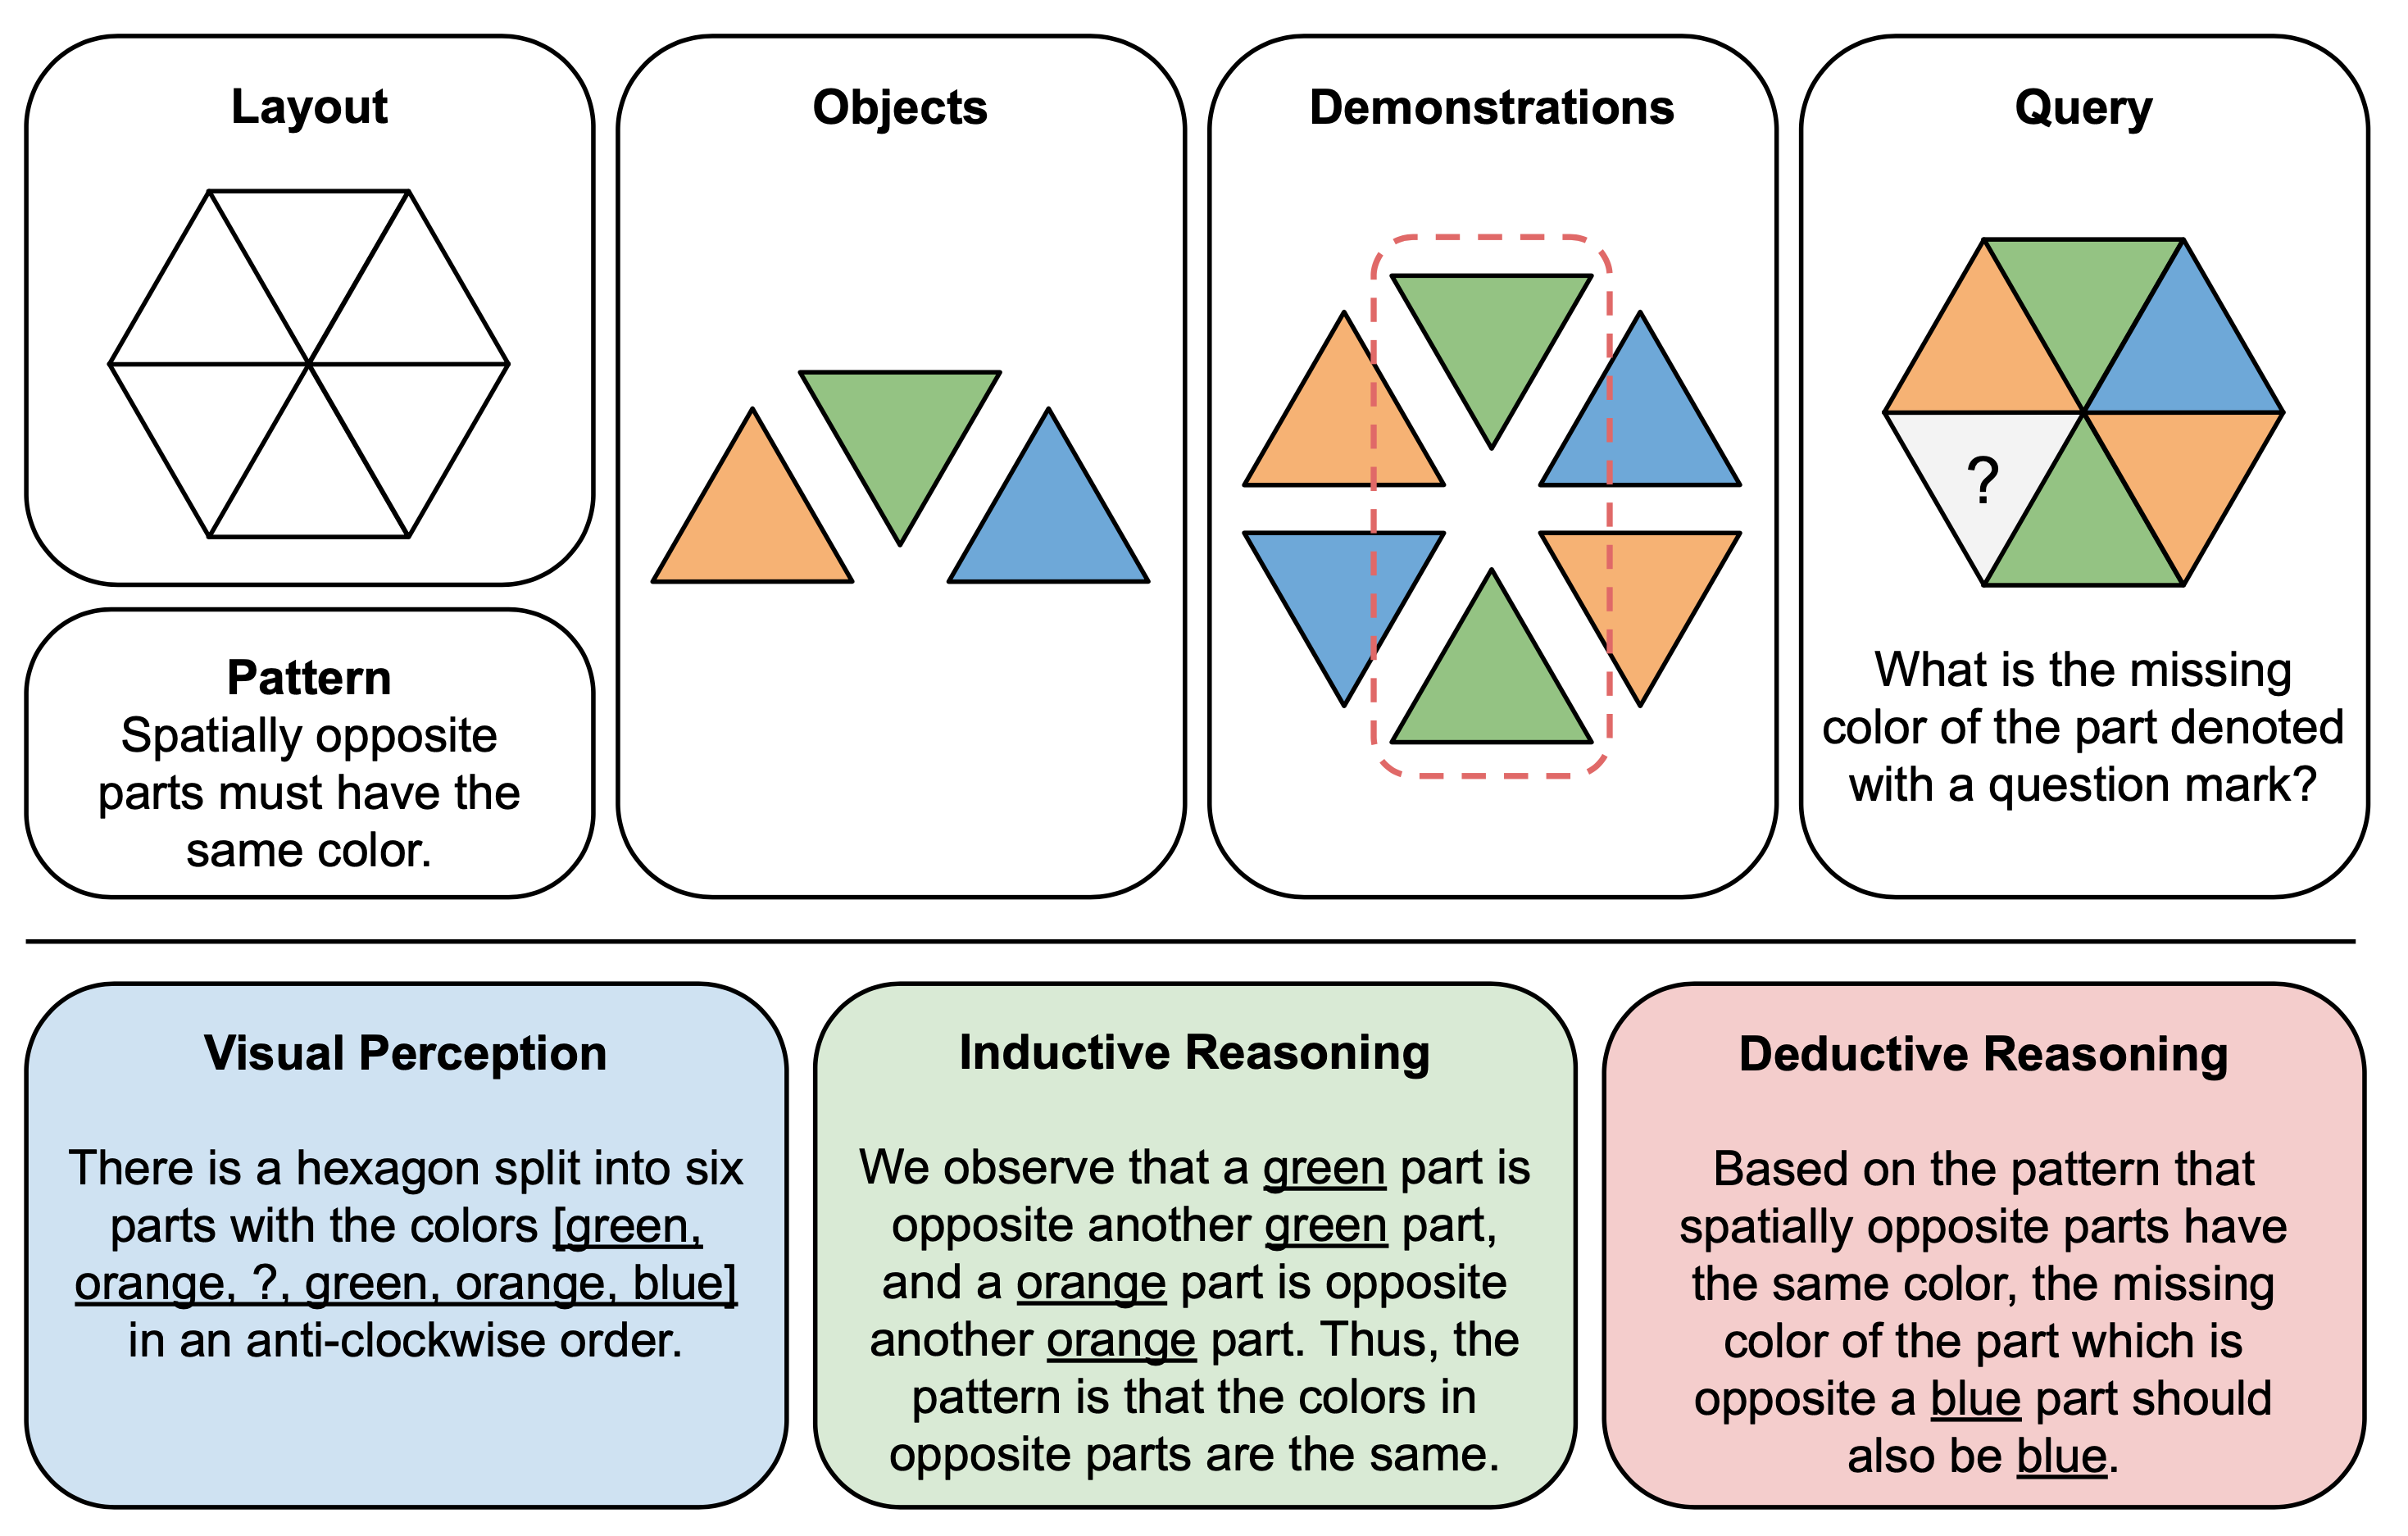 Layout
Pattern
Spatially opposite
parts must have the
same color.
Objects
Demonstrations
Query
?
What is the missing
color of the part denoted
with a question mark?
Visual Perception
There is a hexagon split into six
parts with the colors [green,
orange, ?, green, orange, blue]
in an anti-clockwise order.
Inductive Reasoning
We observe that a green part is
opposite another green part,
and a orange part is opposite
another orange part. Thus, the
pattern is that the colors in
opposite parts are the same.
Deductive Reasoning
Based on the pattern that
spatially opposite parts have
the same color, the missing
color of the part which is
opposite a blue part should
also be blue.